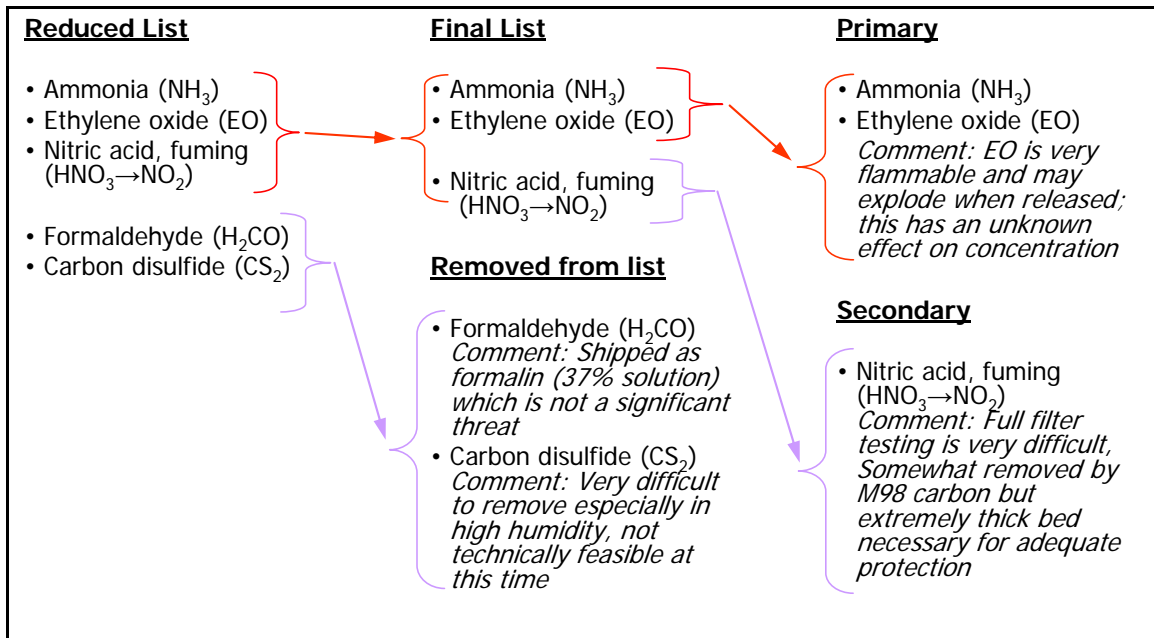 Reduced List
• Ammonia (NH₃)
• Ethylene oxide (EO)
• Nitric acid, fuming
(HNO₃→NO₂)
• Formaldehyde (H₂CO)
• Carbon disulfide (CS₂)
Final List
• Ammonia (NH₃)
• Ethylene oxide (EO)
• Nitric acid, fuming
(HNO₃→NO₂)
Removed from list
• Formaldehyde (H₂CO)
Comment: Shipped as
formalin (37% solution)
which is not a significant
threat
• Carbon disulfide (CS₂)
Comment: Very difficult
to remove especially in
high humidity, not
technically feasible at
this time
Primary
• Ammonia (NH₃)
• Ethylene oxide (EO)
Comment: EO is very
flammable and may
explode when released;
this has an unknown
effect on concentration
Secondary
• Nitric acid, fuming
(HNO₃→NO₂)
Comment: Full filter
testing is very difficult,
Somewhat removed by
M98 carbon but
extremely thick bed
necessary for adequate
protection